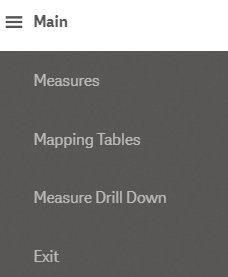 Main
Measures
Mapping Tables
Measure Drill Down
Exit